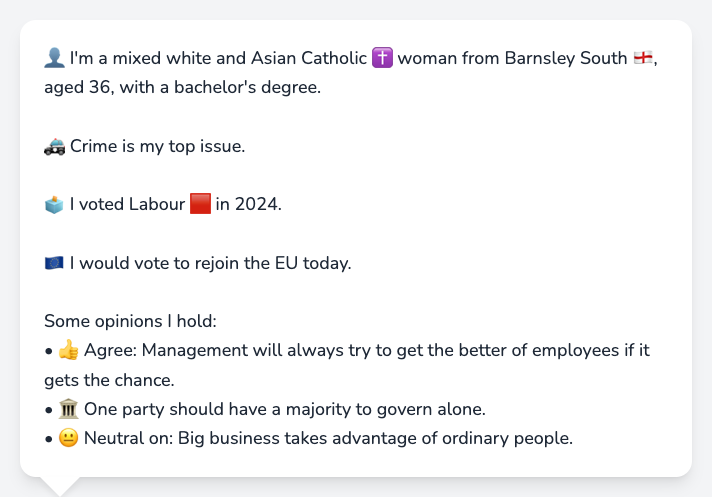 👤 I'm a mixed white and Asian Catholic ✝️ woman from Barnsley South 🏴󠁧󠁢󠁥󠁮󠁧󠁿,
aged 36, with a bachelor's degree.
🚓 Crime is my top issue.
🗳️ I voted Labour 🟥 in 2024.
🇪🇺 I would vote to rejoin the EU today.
Some opinions I hold:
• 👍 Agree: Management will always try to get the better of employees if it
gets the chance.
• 🏛️ One party should have a majority to govern alone.
• 😐 Neutral on: Big business takes advantage of ordinary people.